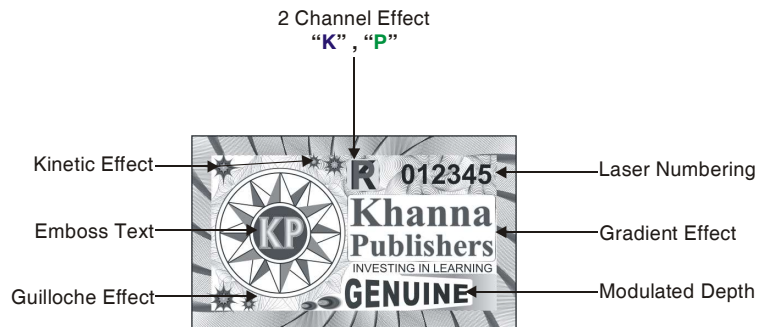 2 Channel Effect
“K” , “P”
Kinetic Effect
Emboss Text
Guilloche Effect
012345
KP
Khanna
Publishers
INVESTING IN LEARNING
GENUINE
Laser Numbering
Gradient Effect
Modulated Depth